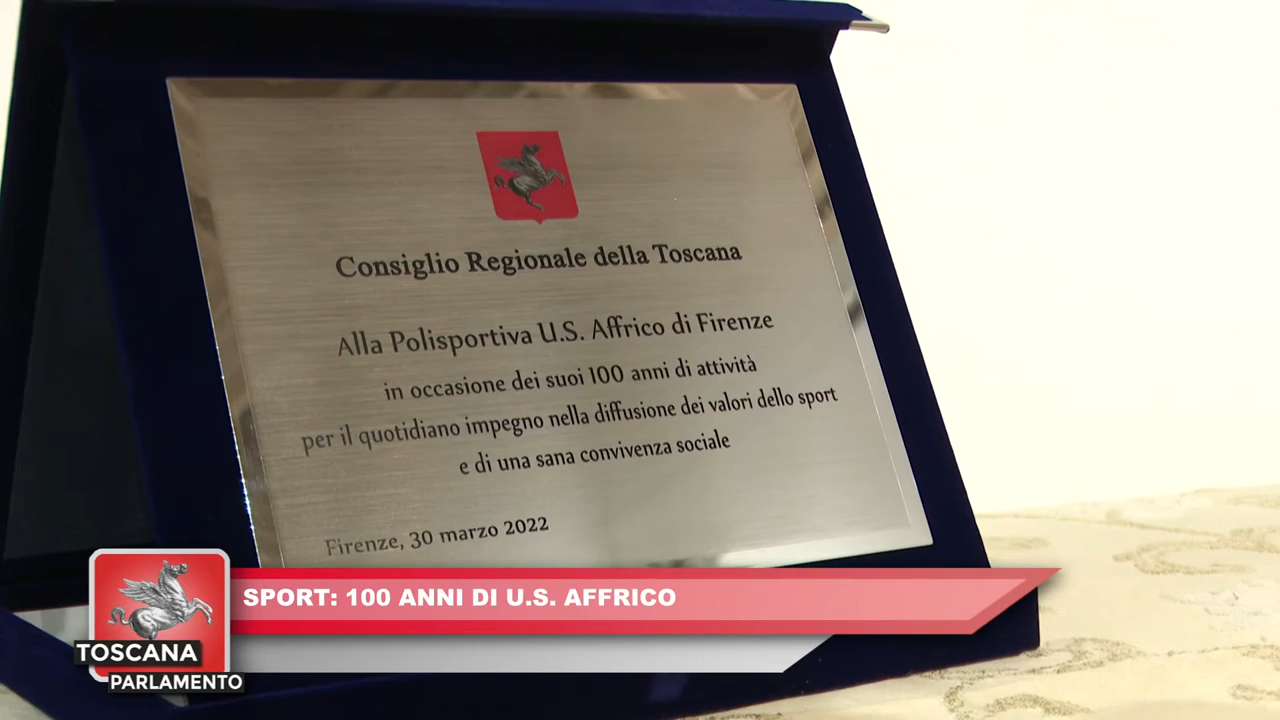 Consiglio Regionale della Toscana
Alla Polisportiva U.S. Affrico di Firenze
in occasione dei suoi 100 anni di attività
per il quotidiano impegno nella diffusione dei valori dello sport
e di una sana convivenza sociale
Firenze, 30 marzo 2022
SPORT: 100 ANNI DI U.S. AFFRICO
TOSCANA
PARLAMENTO